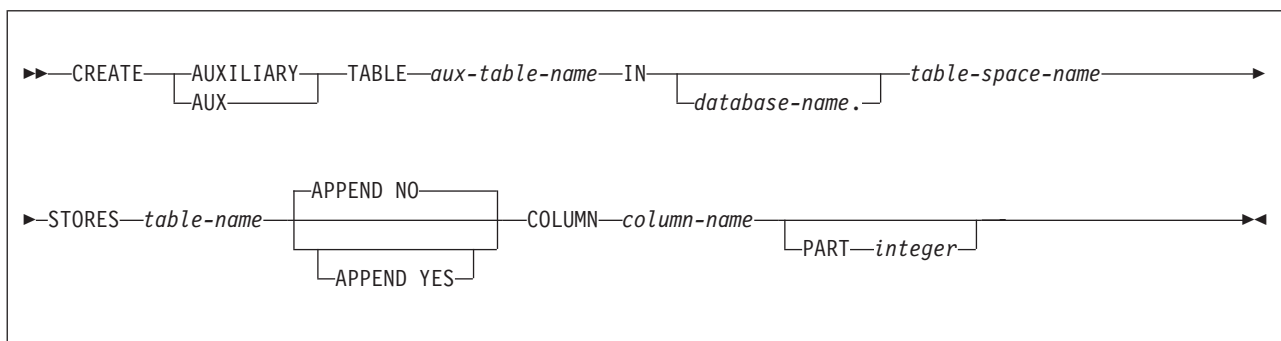 CREATE AUXILIARY TABLE aux-table-name IN table-space-name
AUX database-name.
APPEND NO
STORES table-name COLUMN column-name
PART integer
APPEND YES